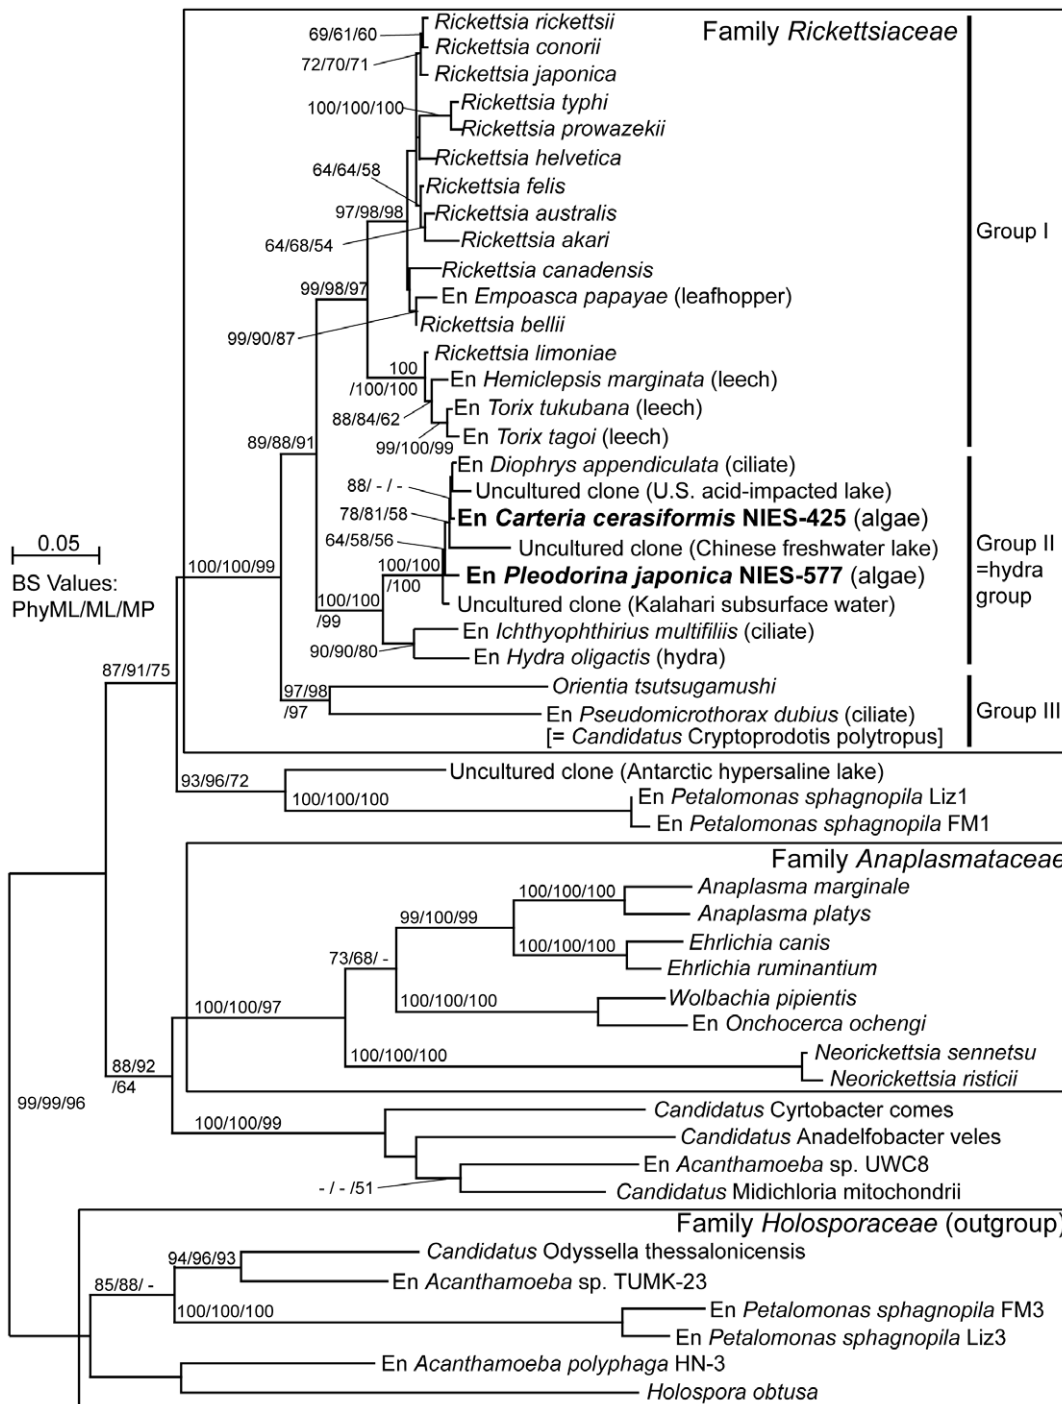 Family Rickettsiaceae
Rickettsia rickettsii
69/61/60
Rickettsia conorii
72/70/71
Rickettsia japonica
100/100/100
Rickettsia typhi
Rickettsia prowazekii
Rickettsia helvetica
64/64/58
Rickettsia felis
97/98/98
Rickettsia australis
64/68/54
Rickettsia akari
Group I
Rickettsia canadensis
99/98/97
En Empoasca papayae (leafhopper)
99/90/87
Rickettsia bellii
Rickettsia limoniae
100
/100/100
En Hemiclepsis marginata (leech)
88/84/62
En Torix tukubana (leech)
99/100/99
En Torix tagoi (leech)
89/88/91
En Diophrys appendiculata (ciliate)
88/ - / -
Uncultured clone (U.S. acid-impacted lake)
78/81/58
En Carteria cerasiformis NIES-425 (algae)
64/58/56
Uncultured clone (Chinese freshwater lake)
Group II
=hydra
group
0.05
BS Values:
PhyML/ML/MP
100/100/99
100/100
/100
En Pleodorina japonica NIES-577 (algae)
100/100
/99
Uncultured clone (Kalahari subsurface water)
En Ichthyophthirius multifiliis (ciliate)
90/90/80
En Hydra oligactis (hydra)
87/91/75
97/98
/97
Orientia tsutsugamushi
En Pseudomicrothorax dubius (ciliate)
[= Candidatus Cryptoprodotis polytropus]
Group III
93/96/72
Uncultured clone (Antarctic hypersaline lake)
100/100/100
En Petalomonas sphagnopila Liz1
En Petalomonas sphagnopila FM1
Family Anaplasmataceae
100/100/100
Anaplasma marginale
99/100/99
Anaplasma platys
100/100/100
Ehrlichia canis
73/68/ -
Ehrlichia ruminantium
100/100/97
100/100/100
Wolbachia pipientis
En Onchocerca ochengi
100/100/100
Neorickettsia sennetsu
88/92
/64
Neorickettsia risticii
99/99/96
Candidatus Cyrtobacter comes
100/100/99
Candidatus Anadelfobacter veles
En Acanthamoeba sp. UWC8
- / - /51
Candidatus Midichloria mitochondrii
Family Holosporaceae (outgroup)
94/96/93
Candidatus Odyssella thessalonicensis
85/88/ -
En Acanthamoeba sp. TUMK-23
100/100/100
En Petalomonas sphagnopila FM3
En Petalomonas sphagnopila Liz3
En Acanthamoeba polyphaga HN-3
Holospora obtusa